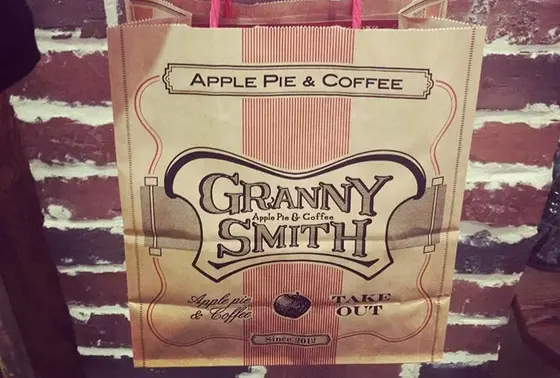 APPLE PIE & COFFEE
GRANNY
Apple Pie & Coffee
SMITH
Apple pie
& Coffee
TAKE
OUT
Since 2012